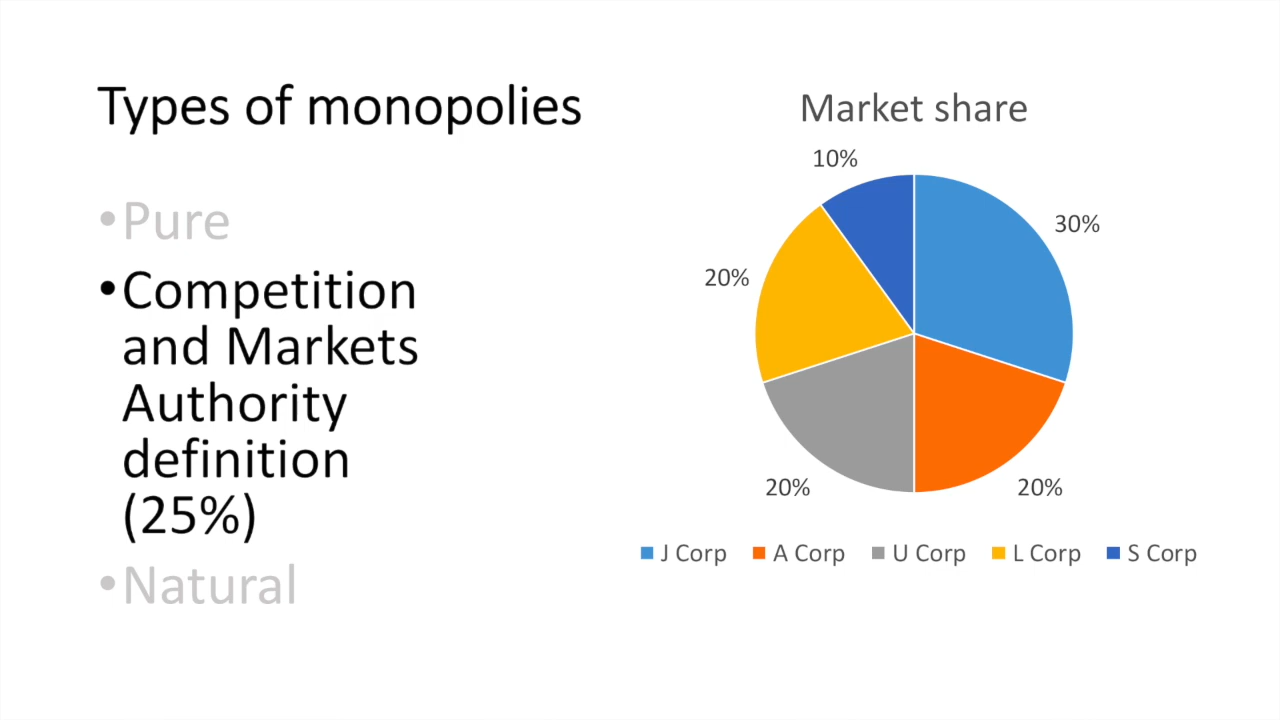 Types of monopolies
•Pure
•Competition
and Markets
Authority
definition
(25%)
•Natural
Market share
10%
30%
20%
20%
20%
J Corp A Corp U Corp L Corp S Corp